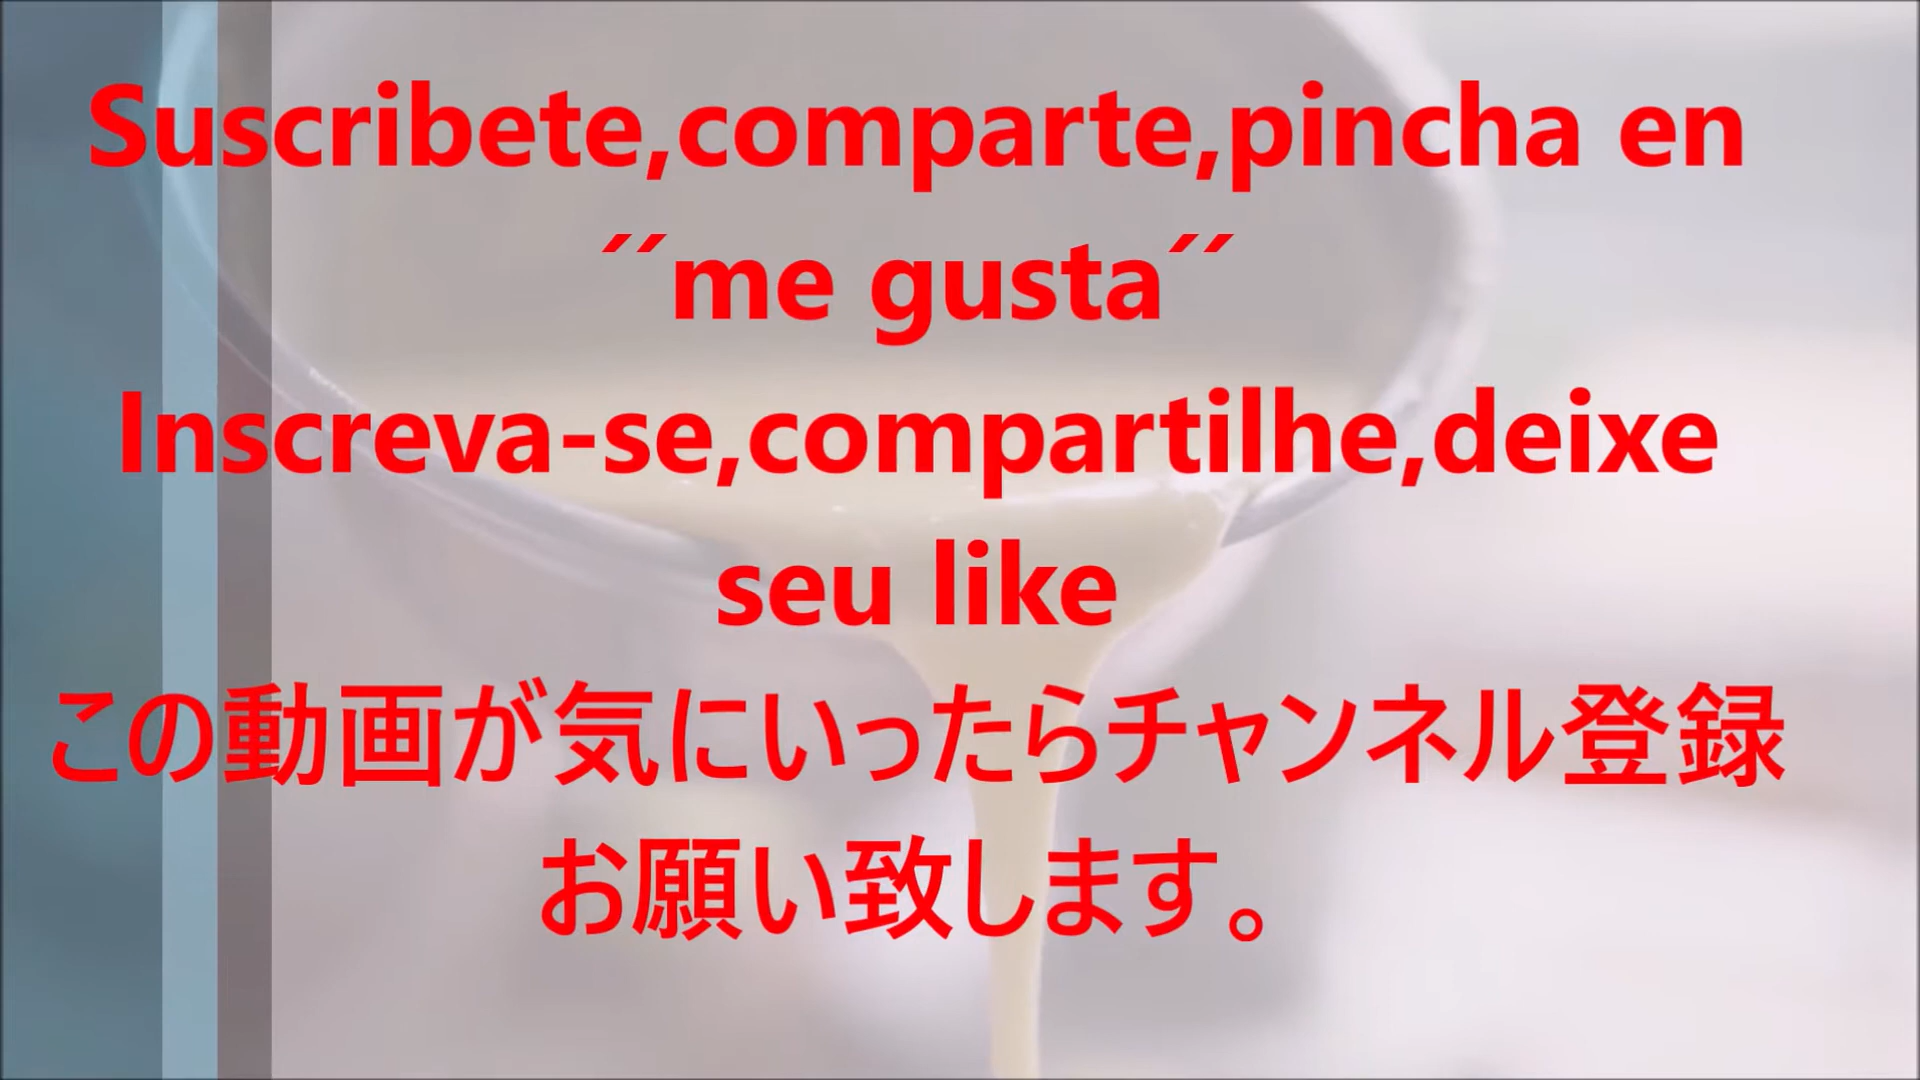 Suscribete,comparte,pincha en
´´me gusta´´
Inscreva-se,compartilhe,deixe
seu like
この動画が気にいったらチャンネル登録
お願い致します。